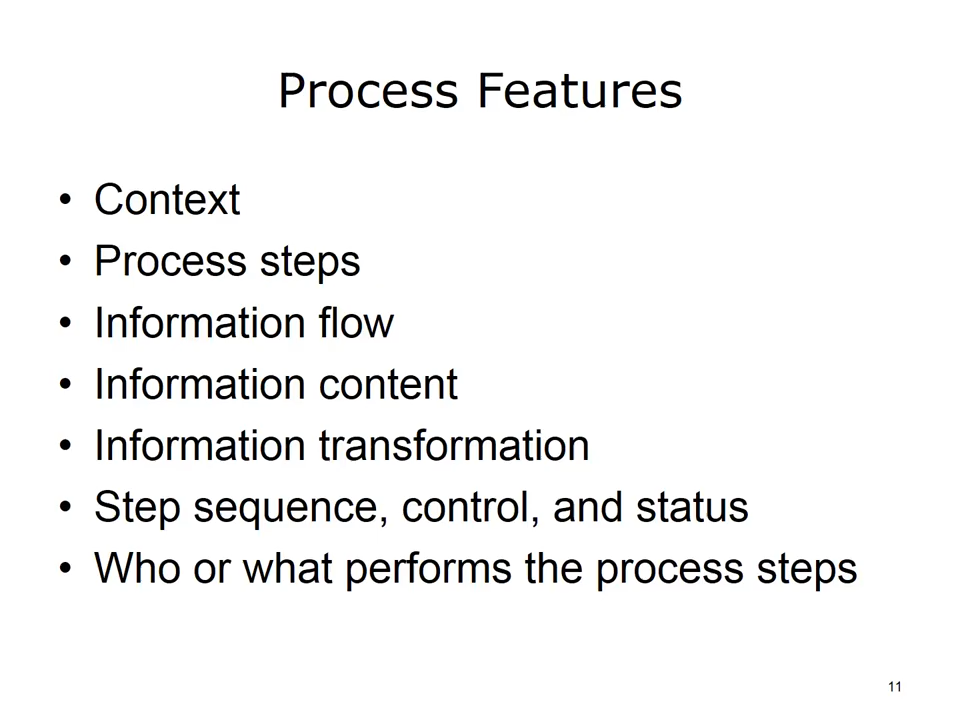 Process Features
• Context
• Process steps
• Information flow
• Information content
• Information transformation
• Step sequence, control, and status
• Who or what performs the process steps
11